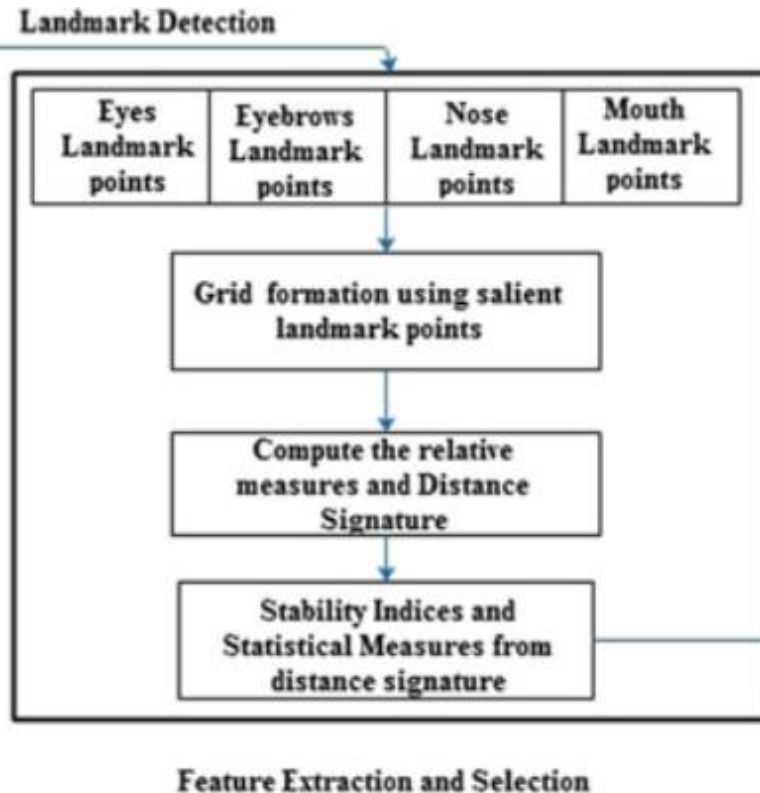 Landmark Detection
Eyes
Landmark
points
Eyebrows
Landmark
points
Nose
Landmark
points
Mouth
Landmark
points
Grid formation using salient
landmark points
Compute the relative
measures and Distance
Signature
Stability Indices and
Statistical Measures from
distance signature
Feature Extraction and Selection